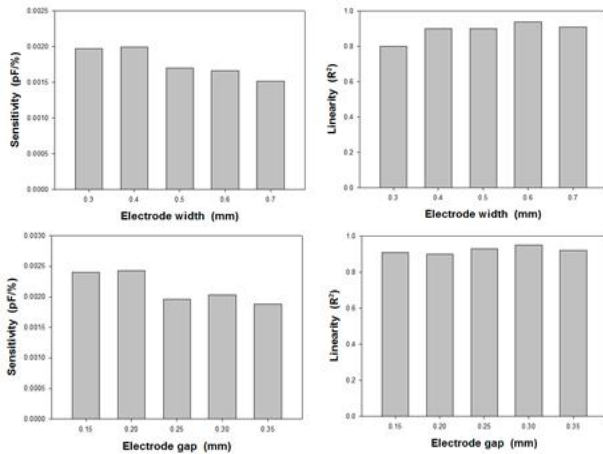 Sensitivity (pF/%)
0.0025
0.0020
0.0015
0.0010
0.0005
0.0000
0.3 0.4 0.5 0.6 0.7
Electrode width (mm)
Linearity (R²)
1.0
0.8
0.6
0.4
0.2
0.0
0.3 0.4 0.5 0.6 0.7
Electrode width (mm)
Sensitivity (pF/%)
0.0030
0.0025
0.0020
0.0015
0.0010
0.0005
0.0000
0.15 0.20 0.25 0.30 0.35
Electrode gap (mm)
Linearity (R²)
1.0
0.8
0.6
0.4
0.2
0.0
0.15 0.20 0.25 0.30 0.35
Electrode gap (mm)